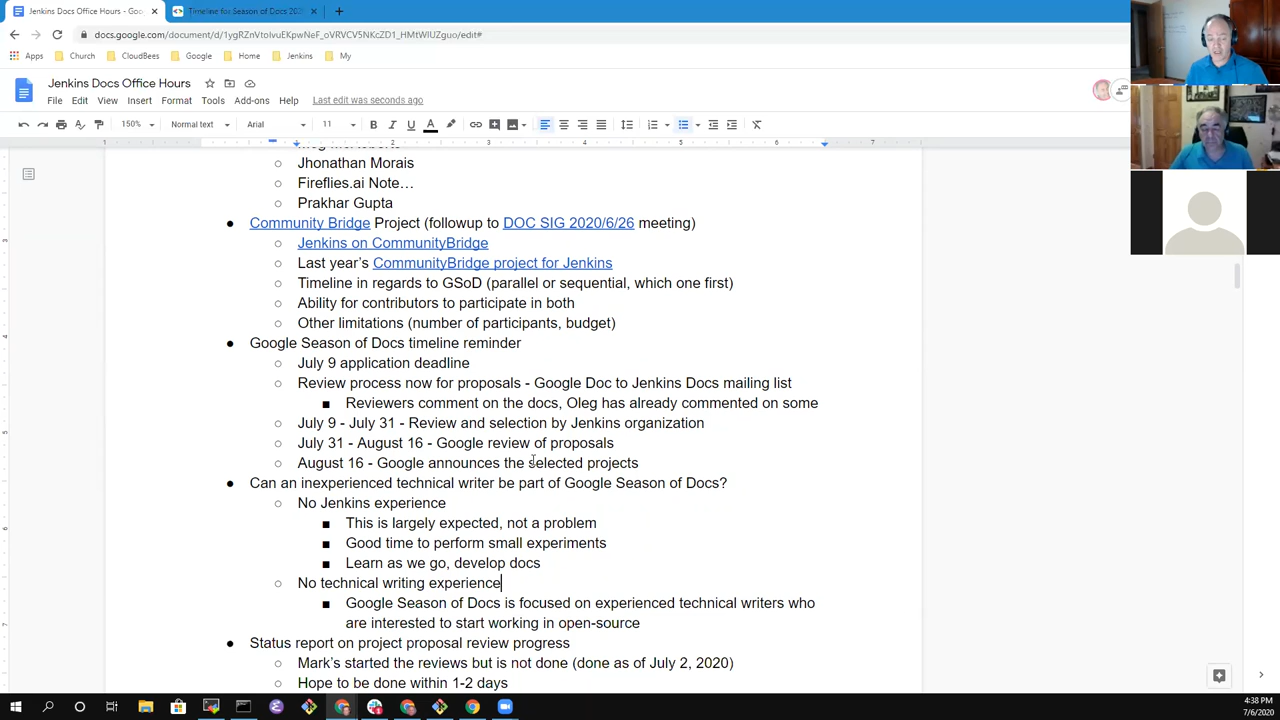 Jenkins Docs Office Hours - Goo
Timeline for Season of Docs 202
docs.google.com/document/d/1ygRZnVtoIvuEKpwNeF_oVRVCV5NKcZD1_HMtWIUZguo/edit#
Apps Church CloudBees Google Home Jenkins My
Jenkins Docs Office Hours
File Edit View Insert Format Tools Add-ons Help Last edit was seconds ago
150% Normal text Arial 11 B I U A
1 2 3 4 5 6 7
Jhonathan Morais
Fireflies.ai Note…
Prakhar Gupta
Community Bridge Project (followup to DOC SIG 2020/6/26 meeting)
Jenkins on CommunityBridge
Last year's CommunityBridge project for Jenkins
Timeline in regards to GSoD (parallel or sequential, which one first)
Ability for contributors to participate in both
Other limitations (number of participants, budget)
Google Season of Docs timeline reminder
July 9 application deadline
Review process now for proposals - Google Doc to Jenkins Docs mailing list
Reviewers comment on the docs, Oleg has already commented on some
July 9 - July 31 - Review and selection by Jenkins organization
July 31 - August 16 - Google review of proposals
August 16 - Google announces the selected projects
Can an inexperienced technical writer be part of Google Season of Docs?
No Jenkins experience
This is largely expected, not a problem
Good time to perform small experiments
Learn as we go, develop docs
No technical writing experience
Google Season of Docs is focused on experienced technical writers who
are interested to start working in open-source
Status report on project proposal review progress
Mark's started the reviews but is not done (done as of July 2, 2020)
Hope to be done within 1-2 days
4:38 PM
7/6/2020